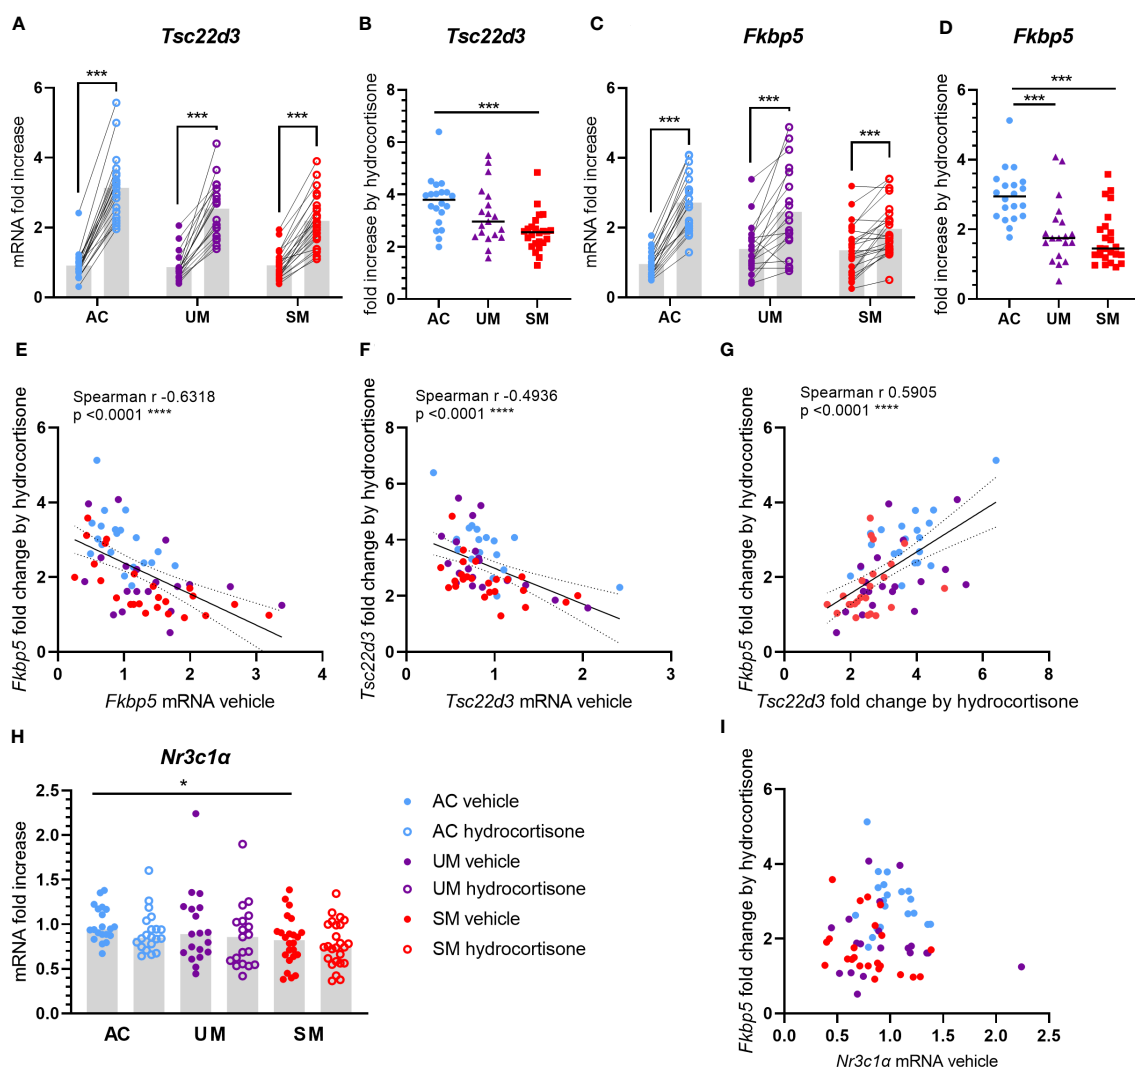 A
Tsc22d3
mRNA fold increase
6
4
2
0
***
***
***
AC
UM
SM
B
Tsc22d3
fold increase by hydrocortisone
8
6
4
2
0
***
AC
UM
SM
C
Fkbp5
mRNA fold increase
6
4
2
0
***
***
***
AC
UM
SM
D
Fkbp5
fold increase by hydrocortisone
6
4
2
0
***
***
AC
UM
SM
E
Spearman r -0.6318
p <0.0001 ****
Fkbp5 fold change by hydrocortisone
6
4
2
0
0
1
2
3
4
Fkbp5 mRNA vehicle
F
Spearman r -0.4936
p <0.0001 ****
Tsc22d3 fold change by hydrocortisone
8
6
4
2
0
0
1
2
3
Tsc22d3 mRNA vehicle
G
Spearman r 0.5905
p <0.0001 ****
Fkbp5 fold change by hydrocortisone
6
4
2
0
0
2
4
6
8
Tsc22d3 fold change by hydrocortisone
H
Nr3c1α
mRNA fold increase
2.5
2.0
1.5
1.0
0.5
0.0
*
AC
UM
SM
AC vehicle
AC hydrocortisone
UM vehicle
UM hydrocortisone
SM vehicle
SM hydrocortisone
I
Fkbp5 fold change by hydrocortisone
6
4
2
0
0.0
0.5
1.0
1.5
2.0
2.5
Nr3c1α mRNA vehicle